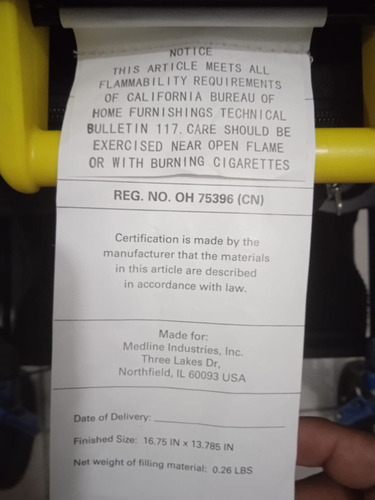 NOTICE
THIS ARTICLE MEETS ALL
FLAMMABILITY REQUIREMENTS
OF CALIFORNIA BUREAU OF
HOME FURNISHINGS TECHNICAL
BULLETIN 117. CARE SHOULD BE
EXERCISED NEAR OPEN FLAME
OR WITH BURNING CIGARETTES
REG. NO. OH 75396 (CN)
Certification is made by the
manufacturer that the materials
in this article are described
in accordance with law.
Made for:
Medline Industries, Inc.
Three Lakes Dr,
Northfield, IL 60093 USA
Date of Delivery:
Finished Size: 16.75 IN x 13.785 IN
Net weight of filling material: 0.26 LBS